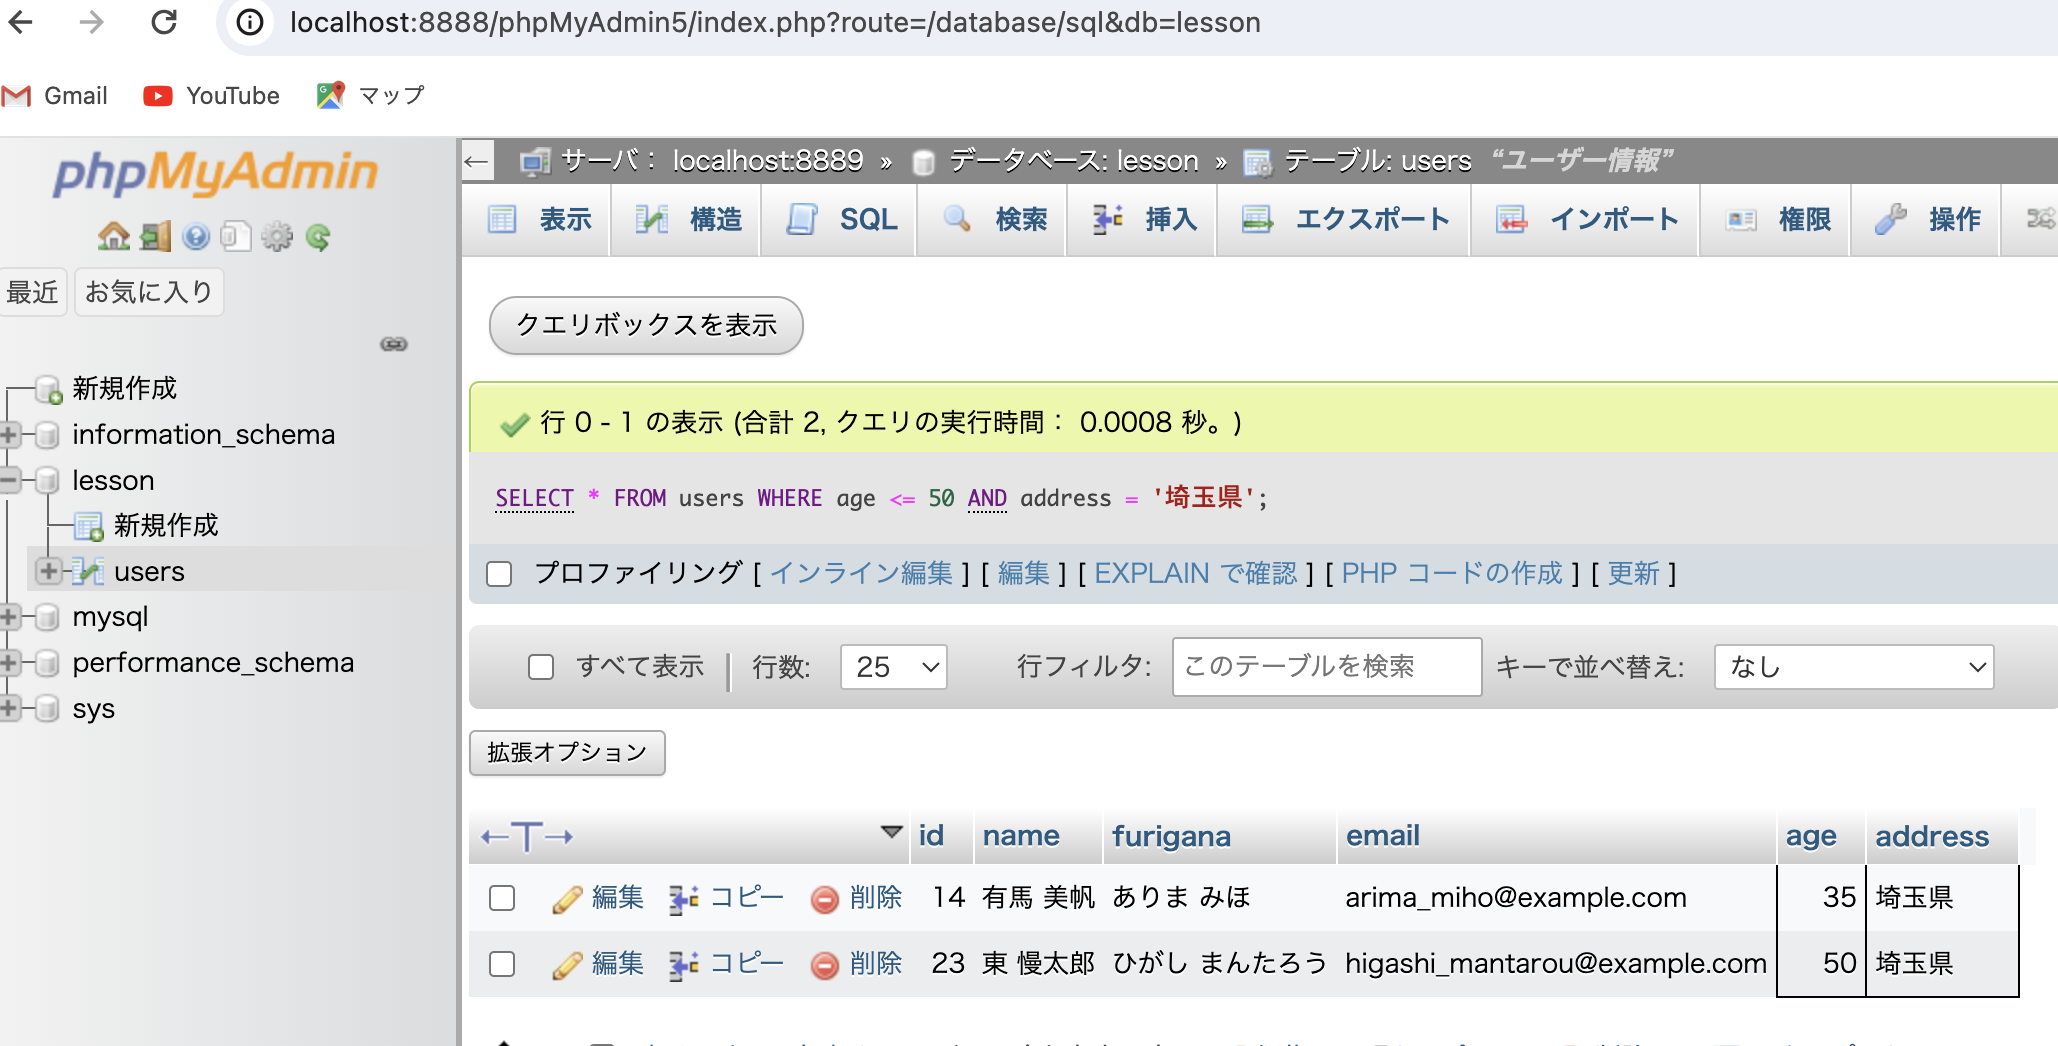 localhost:8888/phpMyAdmin5/index.php?route=/database/sql&db=lesson
Gmail YouTube マップ
phpMyAdmin
最近 お気に入り
新規作成
information_schema
lesson
新規作成
users
mysql
performance_schema
sys
← サーバ： localhost:8889 » データベース: lesson » テーブル: users “ユーザー情報”
表示 構造 SQL 検索 挿入 エクスポート インポート 権限 操作
クエリボックスを表示
行 0 - 1 の表示 (合計 2, クエリの実行時間： 0.0008 秒。)
SELECT * FROM users WHERE age <= 50 AND address = '埼玉県';
プロファイリング [ インライン編集 ] [ 編集 ] [ EXPLAIN で確認 ] [ PHP コードの作成 ] [ 更新 ]
すべて表示 行数: 25 行フィルタ: このテーブルを検索 キーで並べ替え: なし
拡張オプション
←T→ id name furigana email age address
編集 コピー 削除 14 有馬 美帆 ありま みほ arima_miho@example.com 35 埼玉県
編集 コピー 削除 23 東 慢太郎 ひがし まんたろう higashi_mantarou@example.com 50 埼玉県